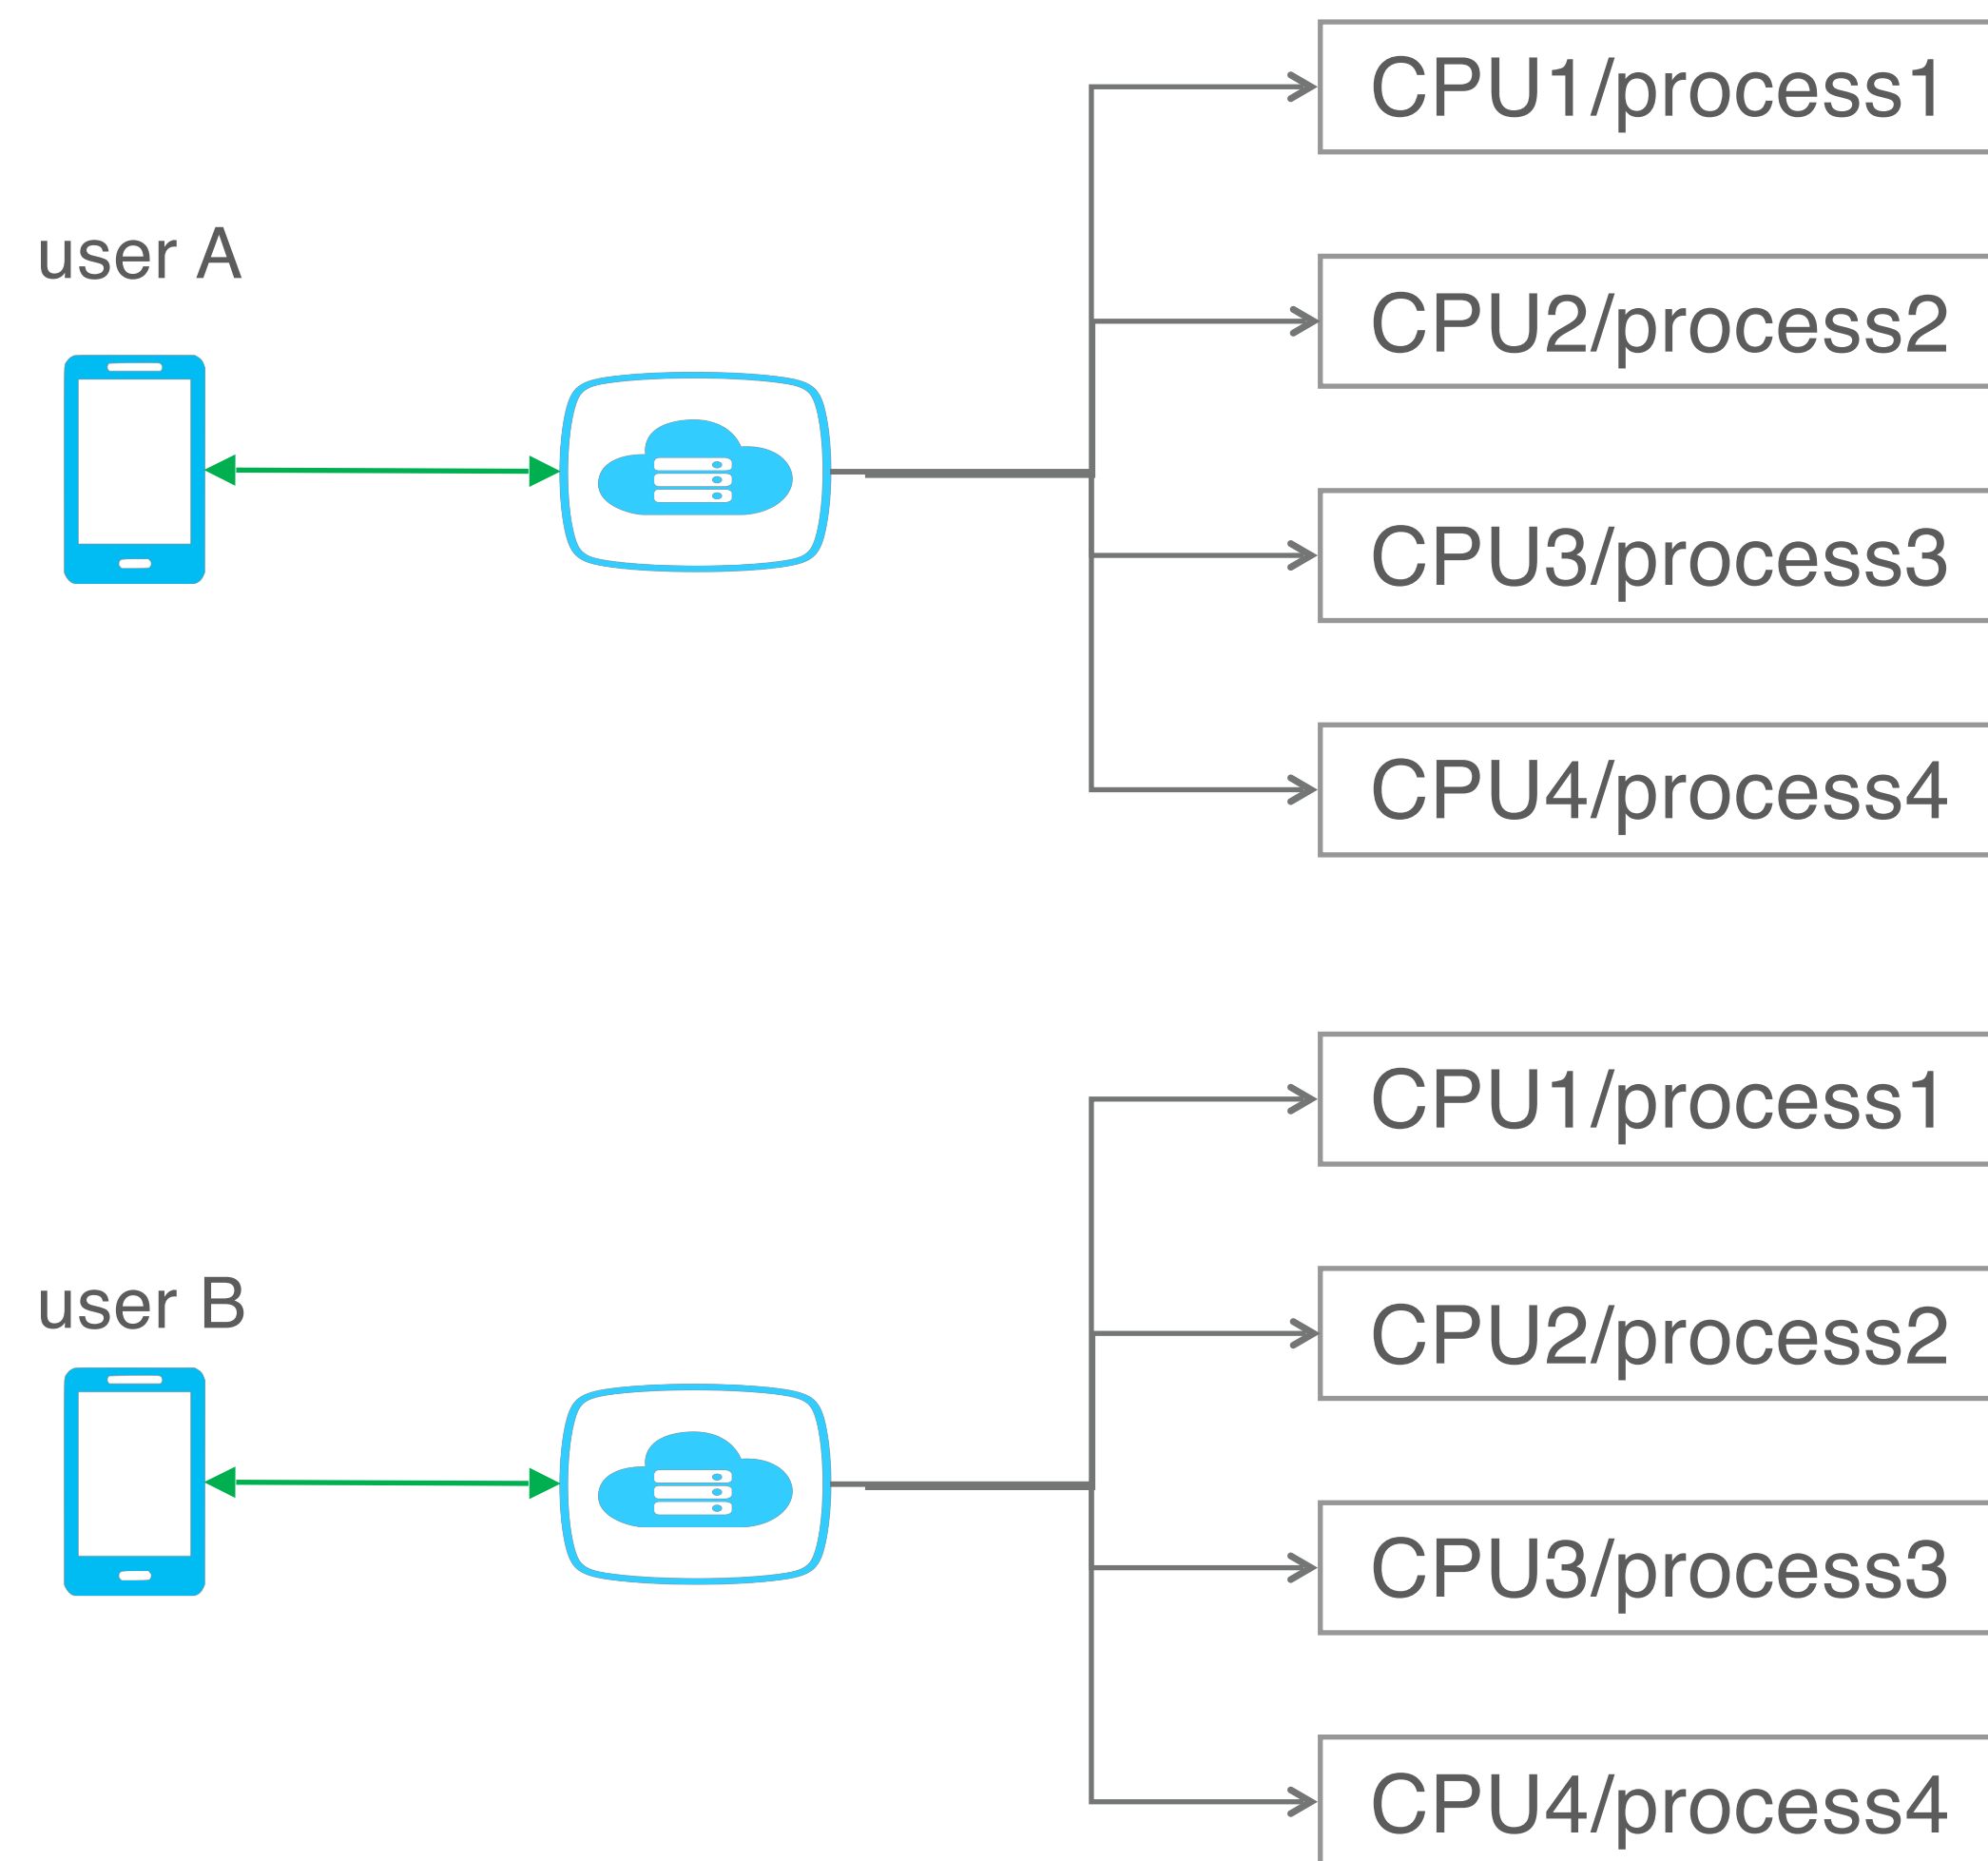 CPU1/process1
user A
CPU2/process2
CPU3/process3
CPU4/process4
CPU1/process1
user B
CPU2/process2
CPU3/process3
CPU4/process4